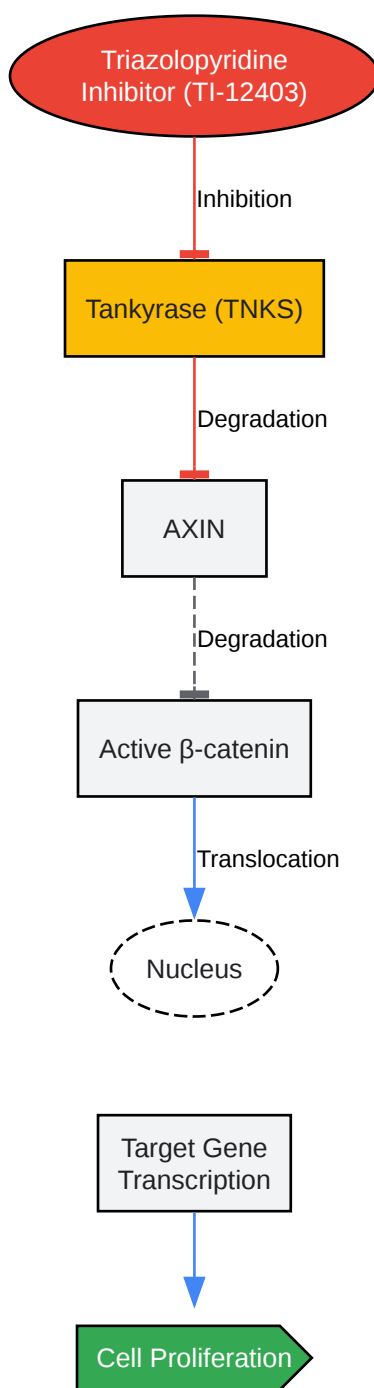 Triazolopyridine
Inhibitor (TI-12403)
Inhibition
Tankyrase (TNKS)
Degradation
AXIN
Degradation
Active β-catenin
Translocation
Nucleus
Target Gene
Transcription
Cell Proliferation